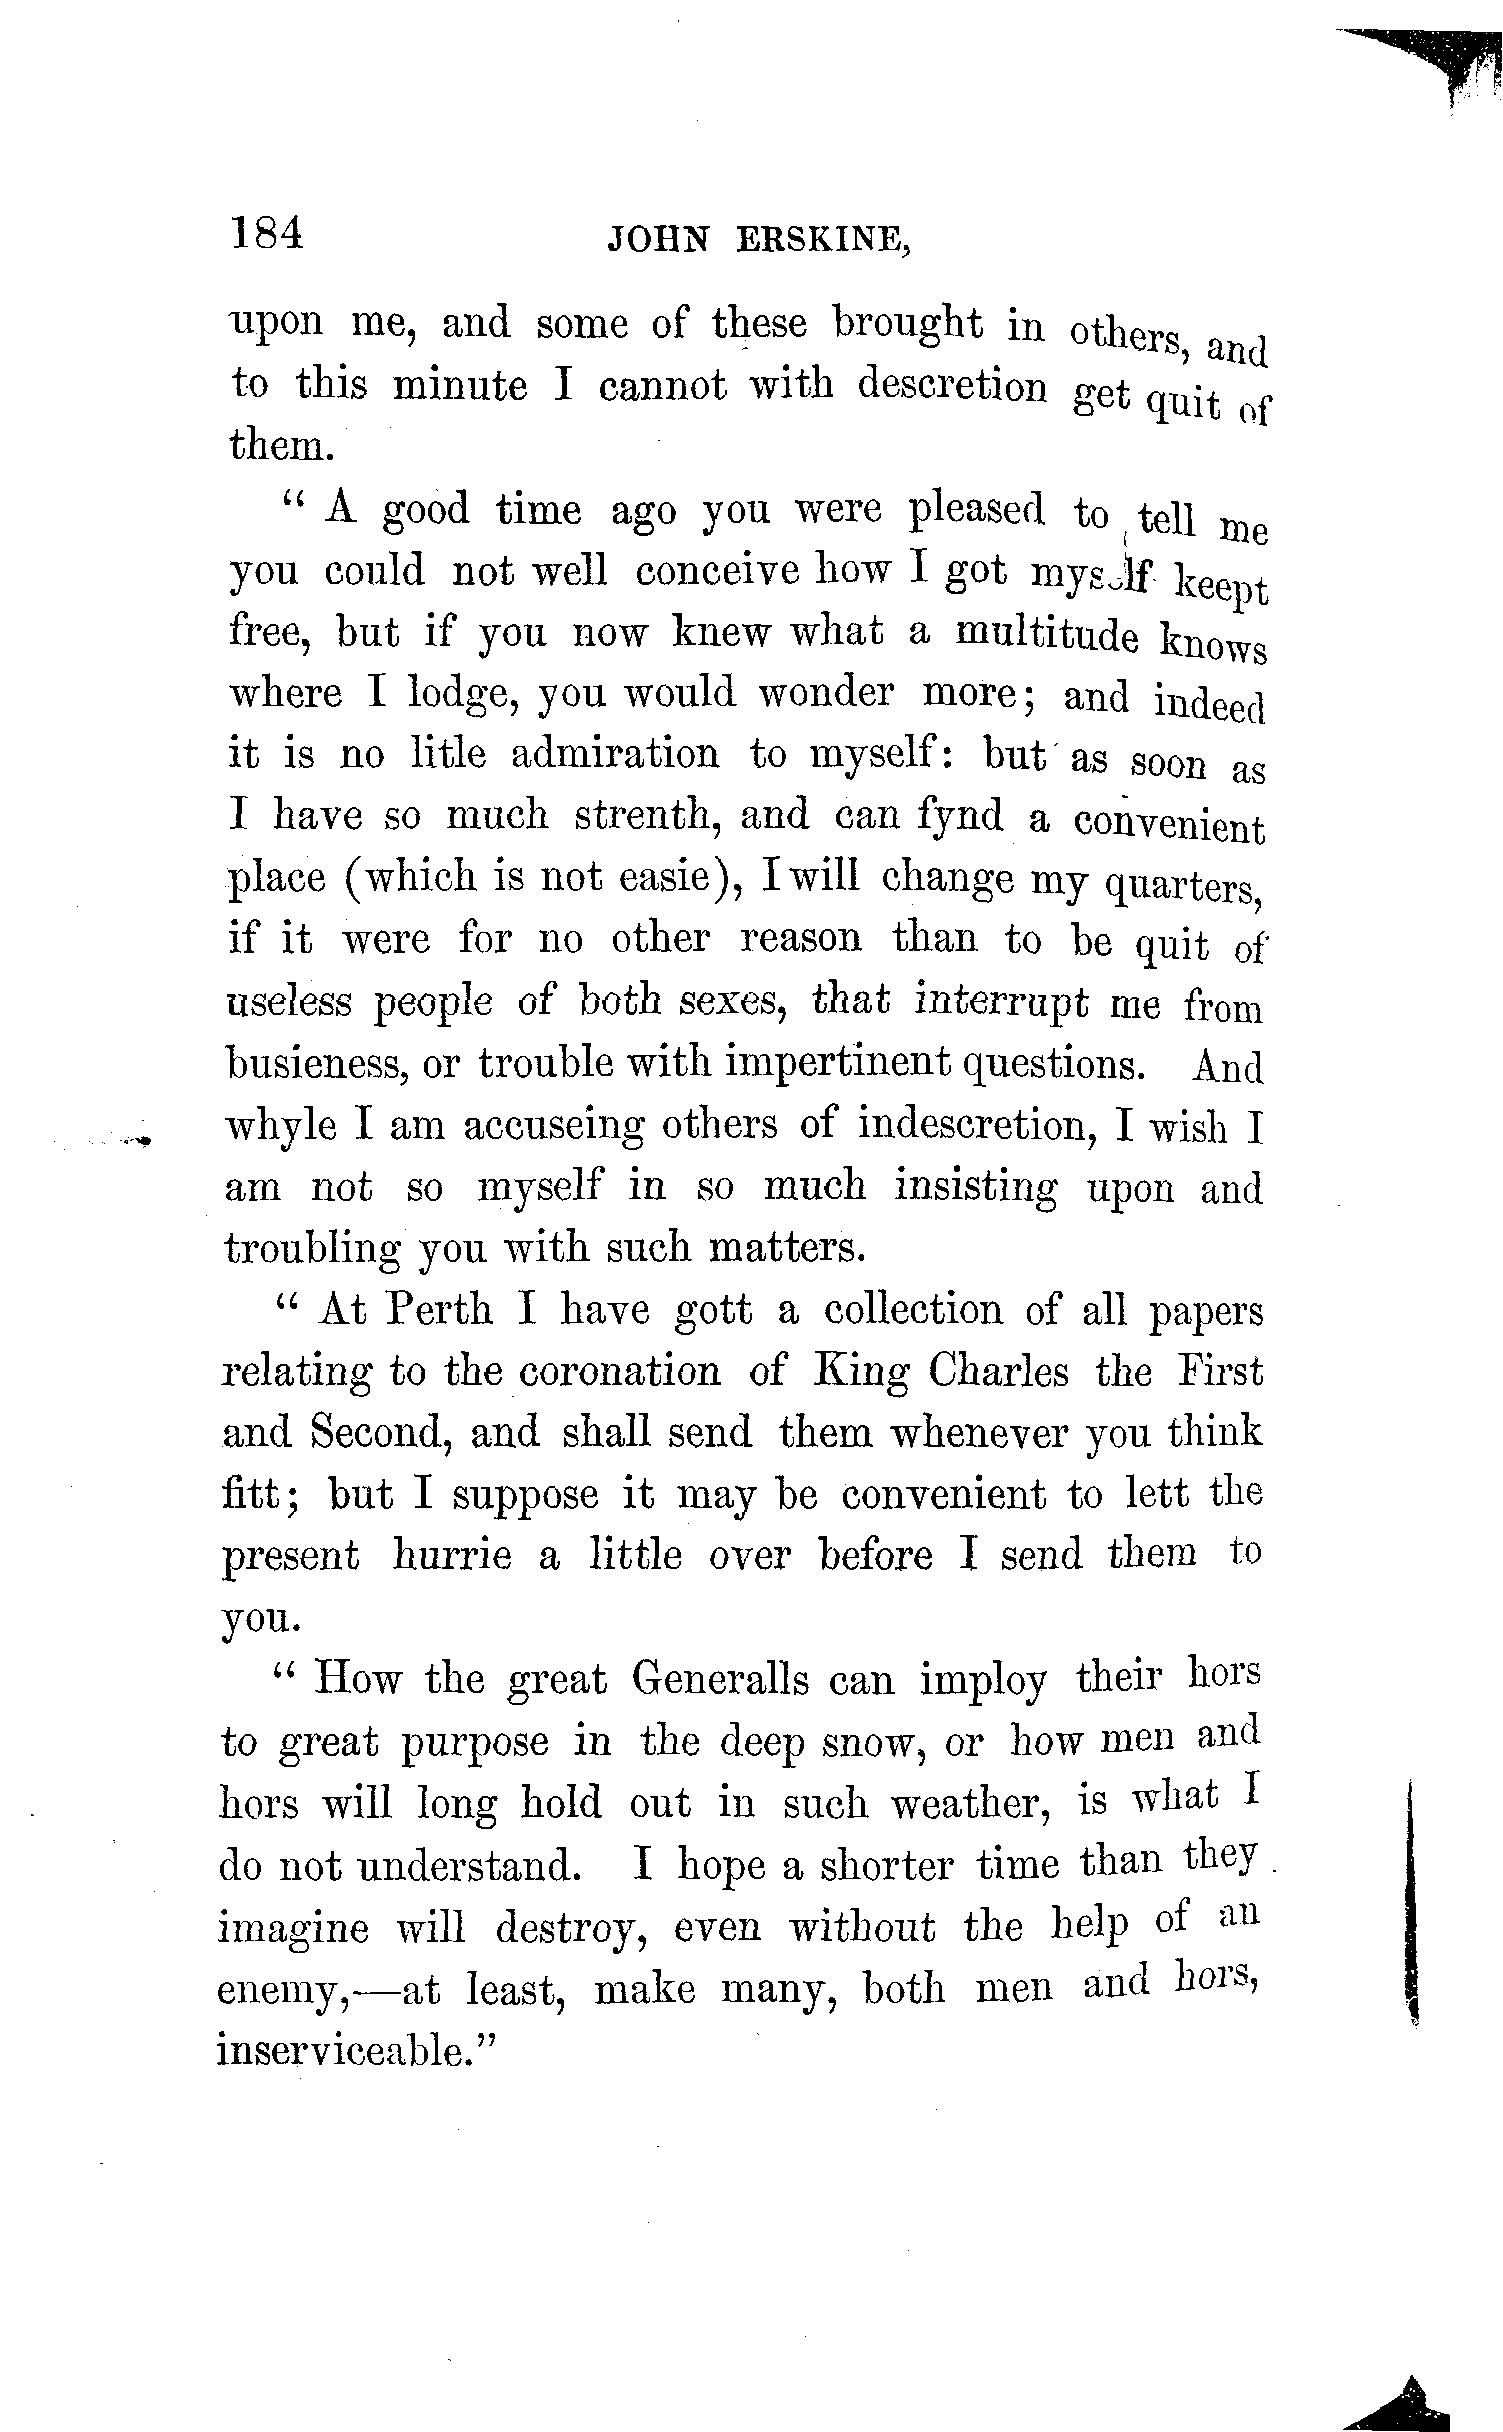 184 JOHN ERSKINE,
upon me, and some of these brought in others, and
to this minute I cannot with descretion get quit of
them.
“ A good time ago you were pleased to tell me
you could not well conceive how I got myself keept
free, but if you now knew what a multitude knows
where I lodge, you would wonder more; and indeed
it is no litle admiration to myself: but as soon as
I have so much strenth, and can fynd a convenient
place (which is not easie), I will change my quarters,
if it were for no other reason than to be quit of
useless people of both sexes, that interrupt me from
busieness, or trouble with impertinent questions. And
whyle I am accuseing others of indescretion, I wish I
am not so myself in so much insisting upon and
troubling you with such matters.
“ At Perth I have gott a collection of all papers
relating to the coronation of King Charles the First
and Second, and shall send them whenever you think
fitt; but I suppose it may be convenient to lett the
present hurrie a little over before I send them to
you.
“ How the great Generalls can imploy their hors
to great purpose in the deep snow, or how men and
hors will long hold out in such weather, is what I
do not understand. I hope a shorter time than they
imagine will destroy, even without the help of an
enemy,—at least, make many, both men and hors,
inserviceable.”